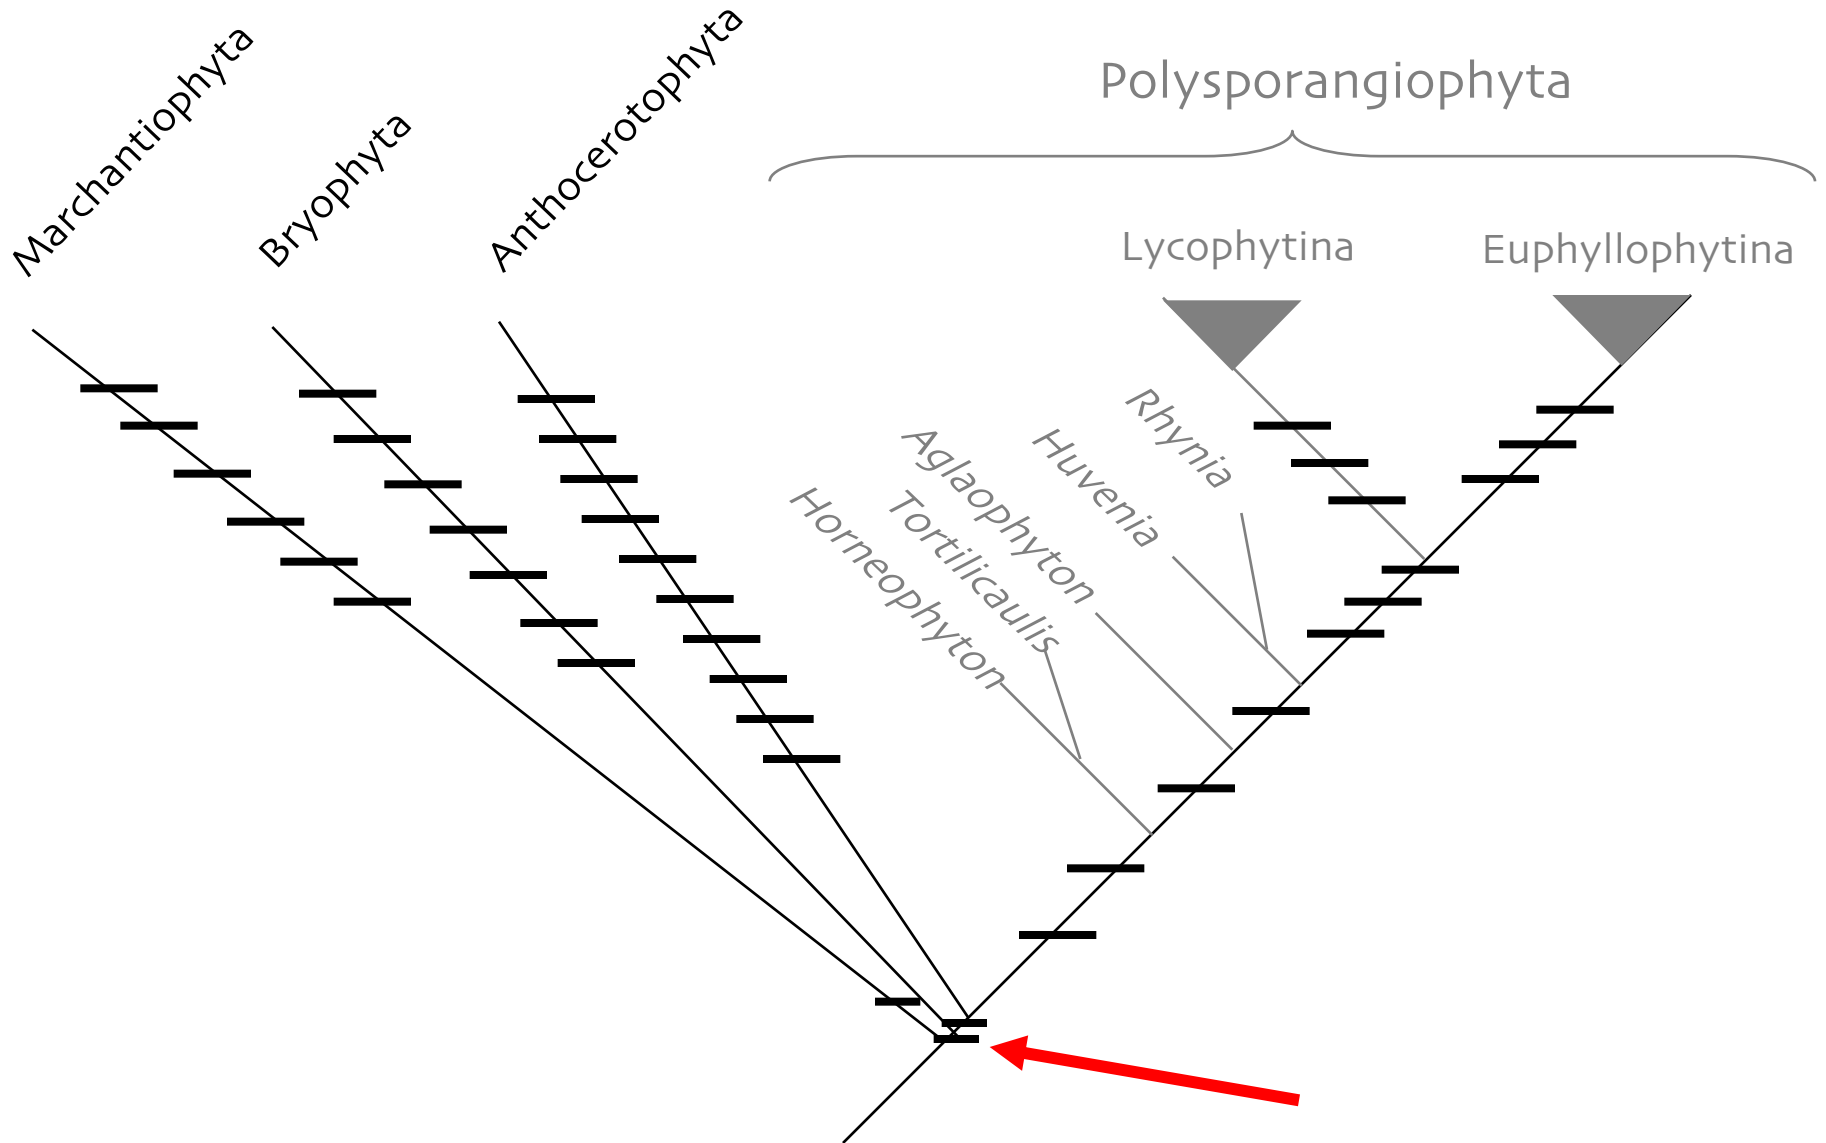 Marchantiophyta
Bryophyta
Anthocerotophyta
Polysporangiophyta
Lycophytina
Euphyllophytina
Horneophyton
Tortilicaulis
Aglaophyton
Huvenia
Rhynia